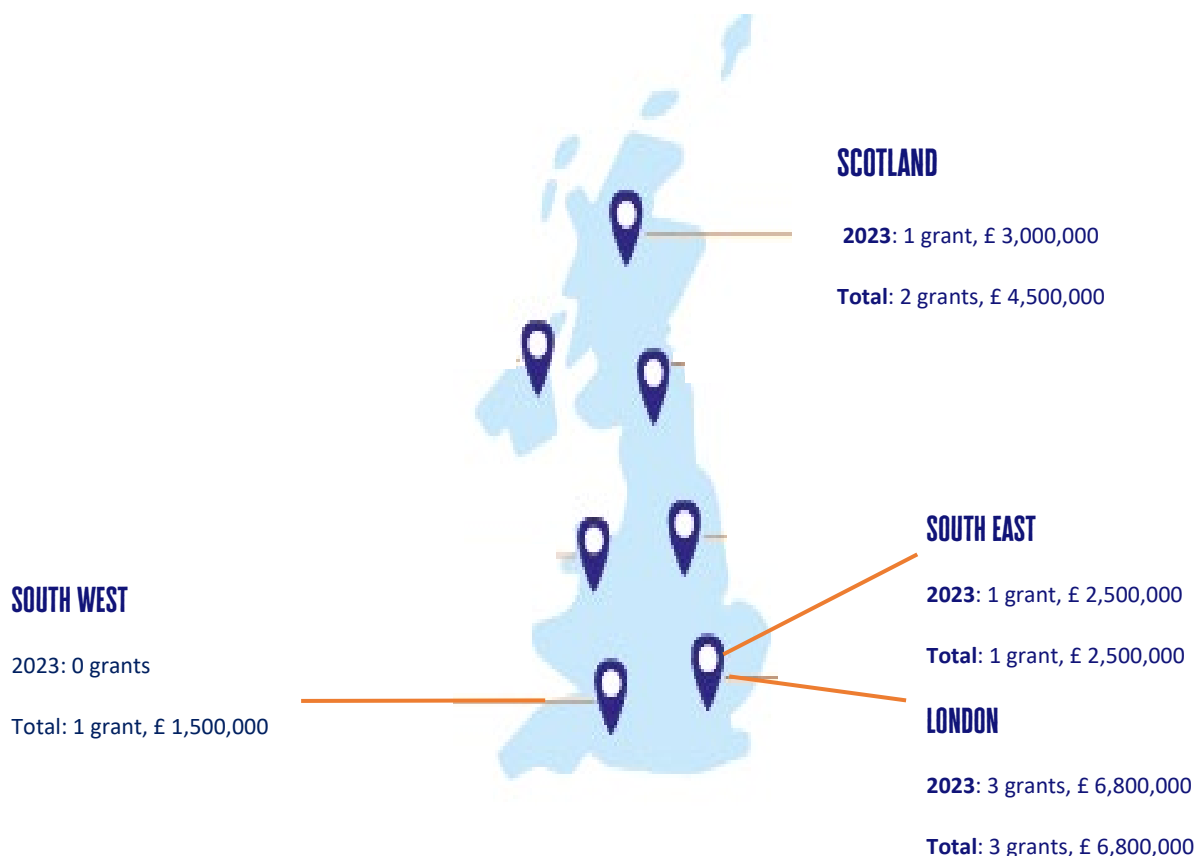 SCOTLAND
2023: 1 grant, £ 3,000,000
Total: 2 grants, £ 4,500,000
SOUTH EAST
2023: 1 grant, £ 2,500,000
Total: 1 grant, £ 2,500,000
SOUTH WEST
2023: 0 grants
Total: 1 grant, £ 1,500,000
LONDON
2023: 3 grants, £ 6,800,000
Total: 3 grants, £ 6,800,000